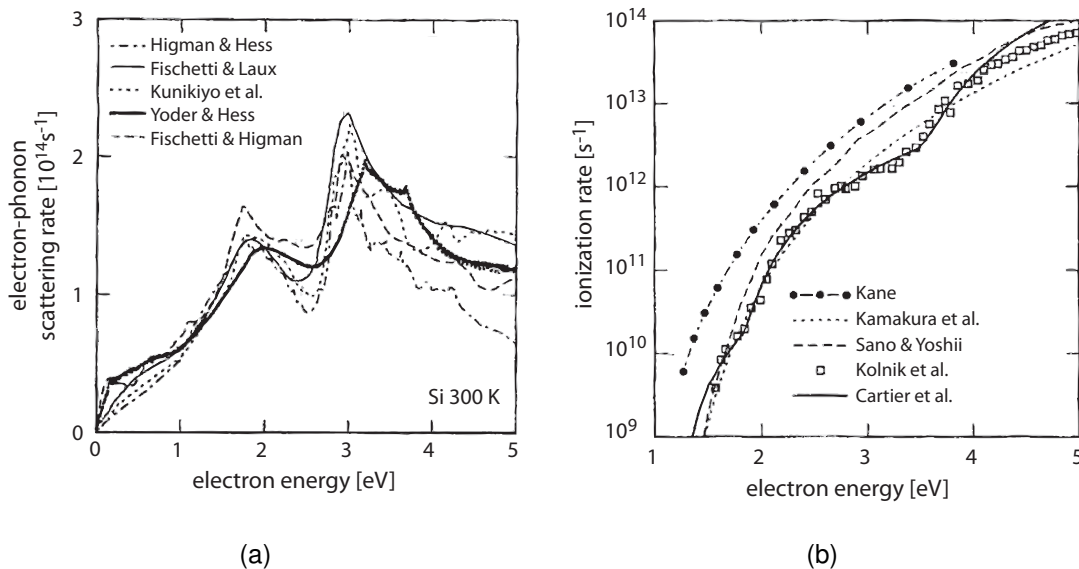 3
Higman & Hess
Fischetti & Laux
Kunikiyo et al.
Yoder & Hess
Fischetti & Higman
2
1
0
electron-phonon
scattering rate [10¹⁴s⁻¹]
Si 300 K
0 1 2 3 4 5
electron energy [eV]
(a)
10¹⁴
10¹³
10¹²
10¹¹
10¹⁰
10⁹
ionization rate [s⁻¹]
Kane
Kamakura et al.
Sano & Yoshii
Kolnik et al.
Cartier et al.
1 2 3 4 5
electron energy [eV]
(b)